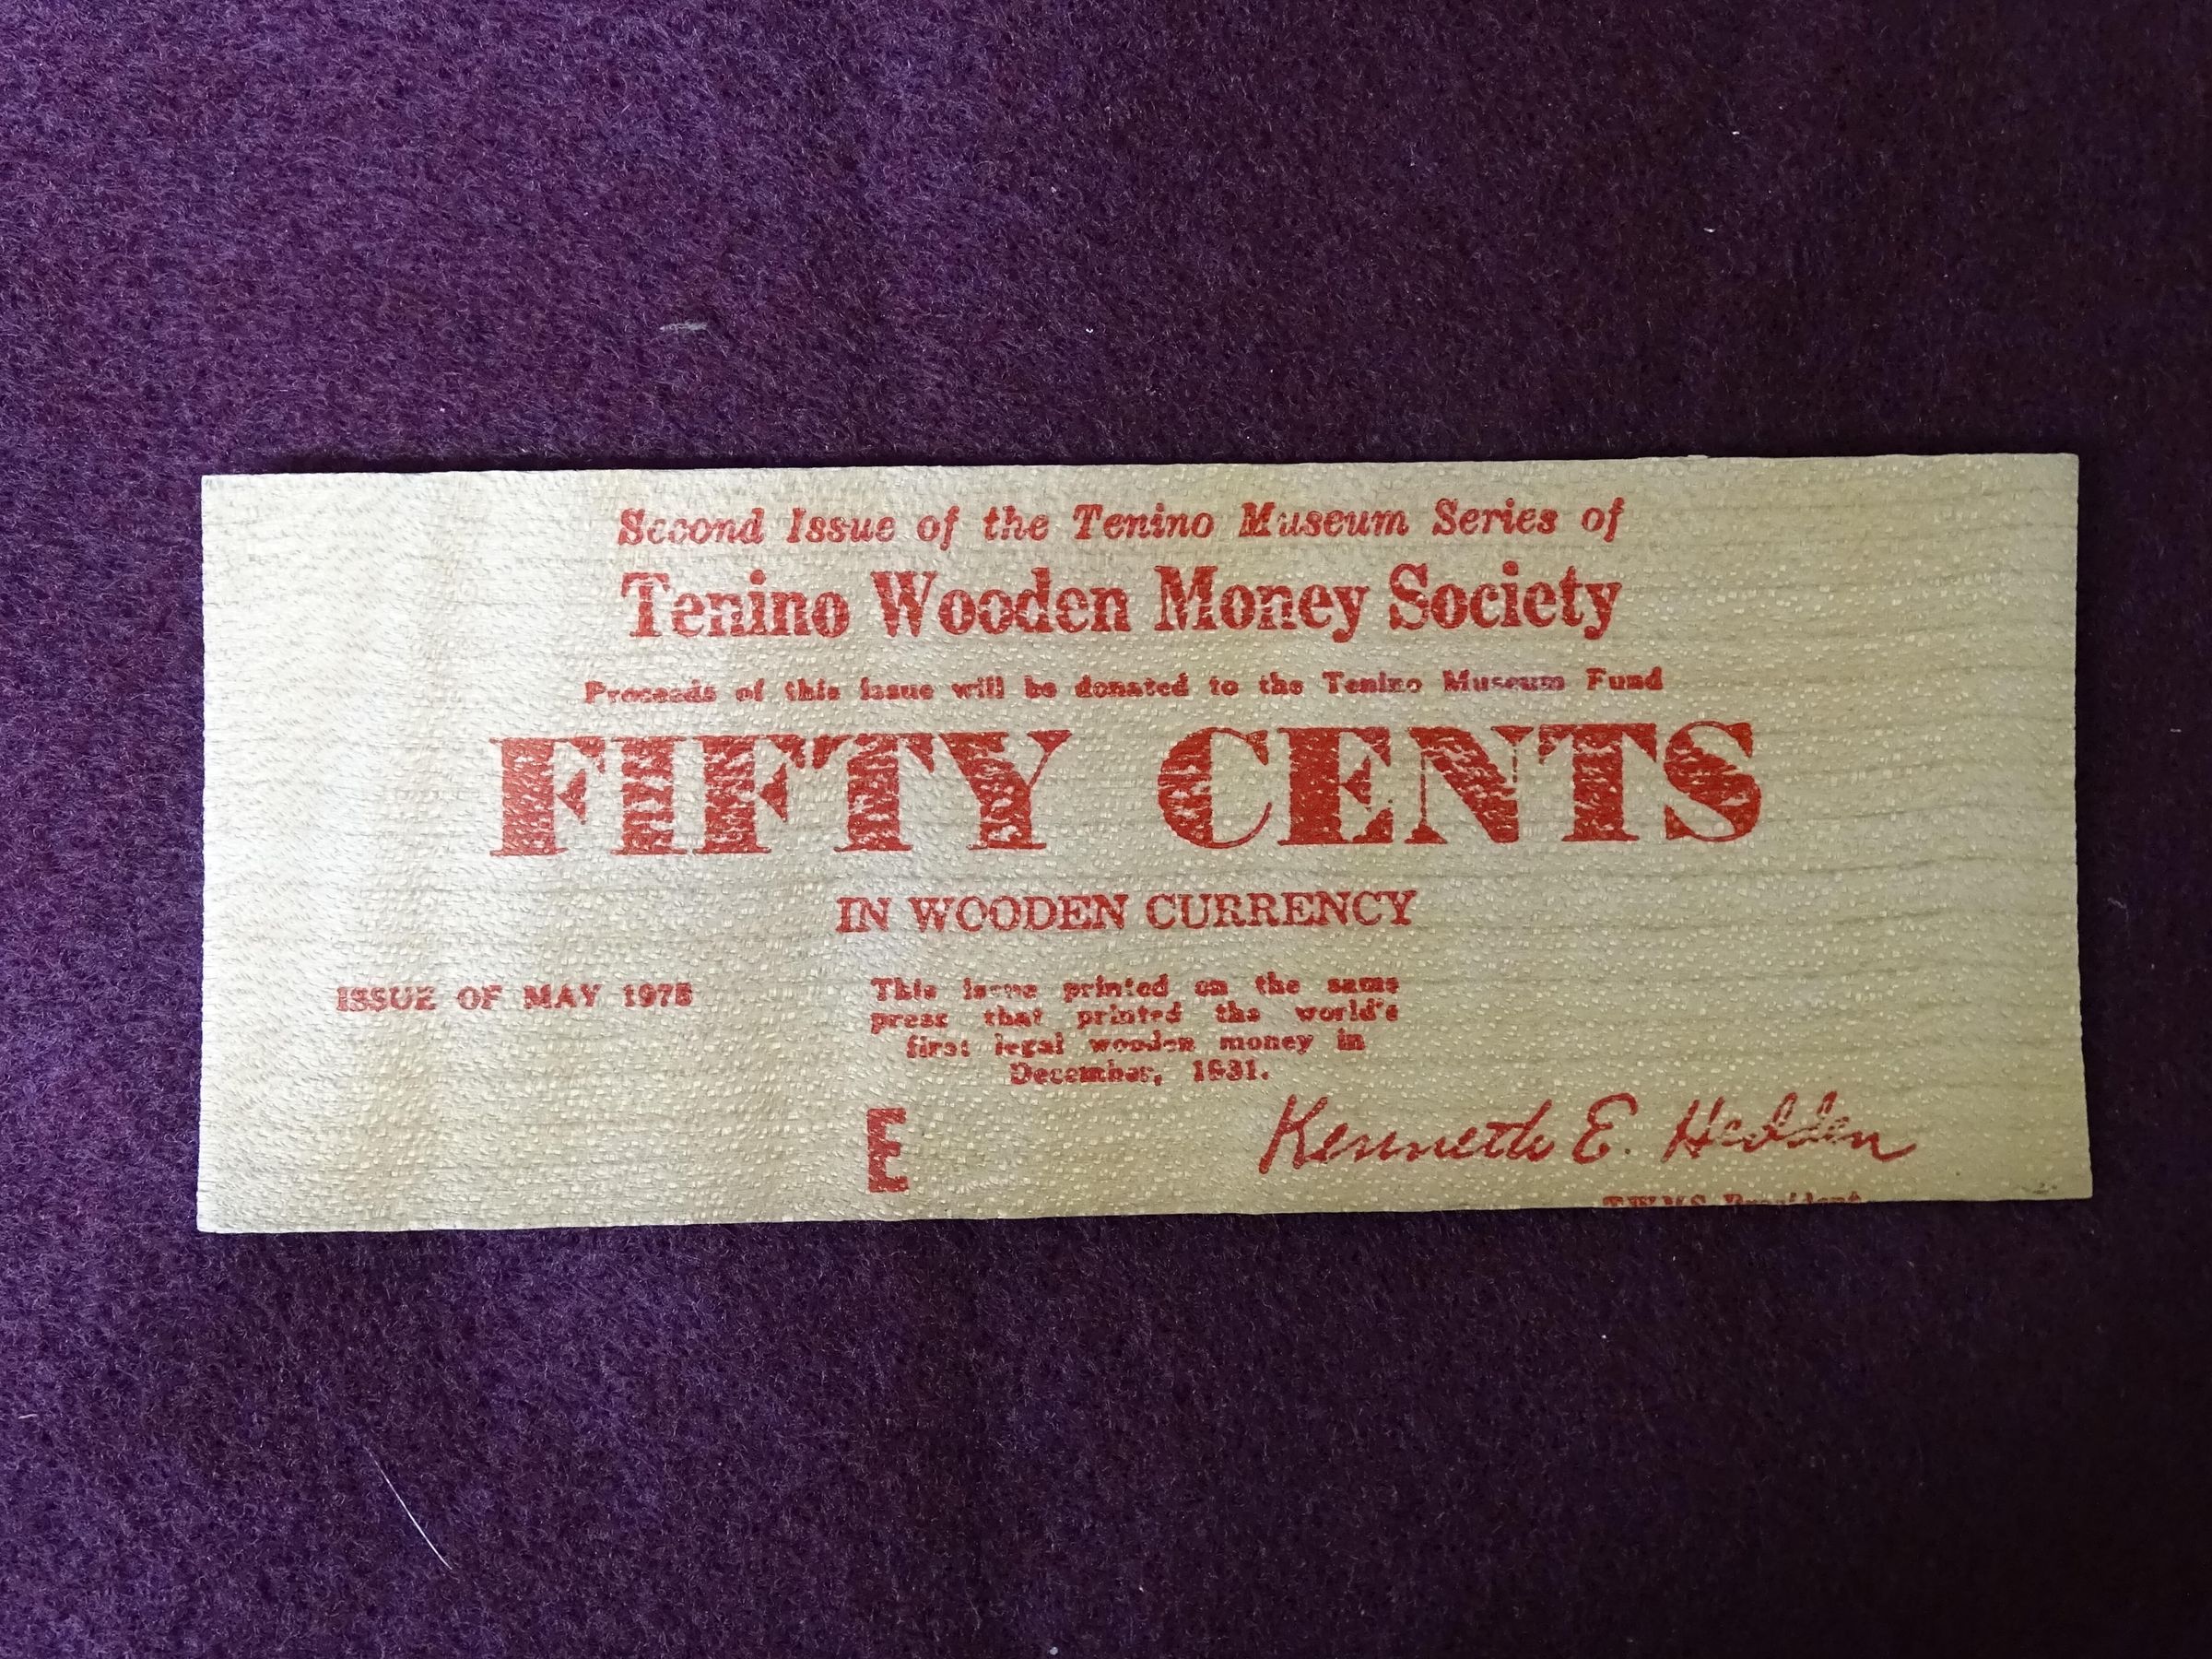 Second Issue of the Tenino Museum Series of
Tenino Wooden Money Society
Proceeds of this issue will be donated to the Tenino Museum Fund
FIFTY CENTS
IN WOODEN CURRENCY
ISSUE OF MAY 1975
This issue printed on the same
press that printed the world's
first legal wooden money in
December, 1931.
E
Kenneth E. Hedden
TWMS President